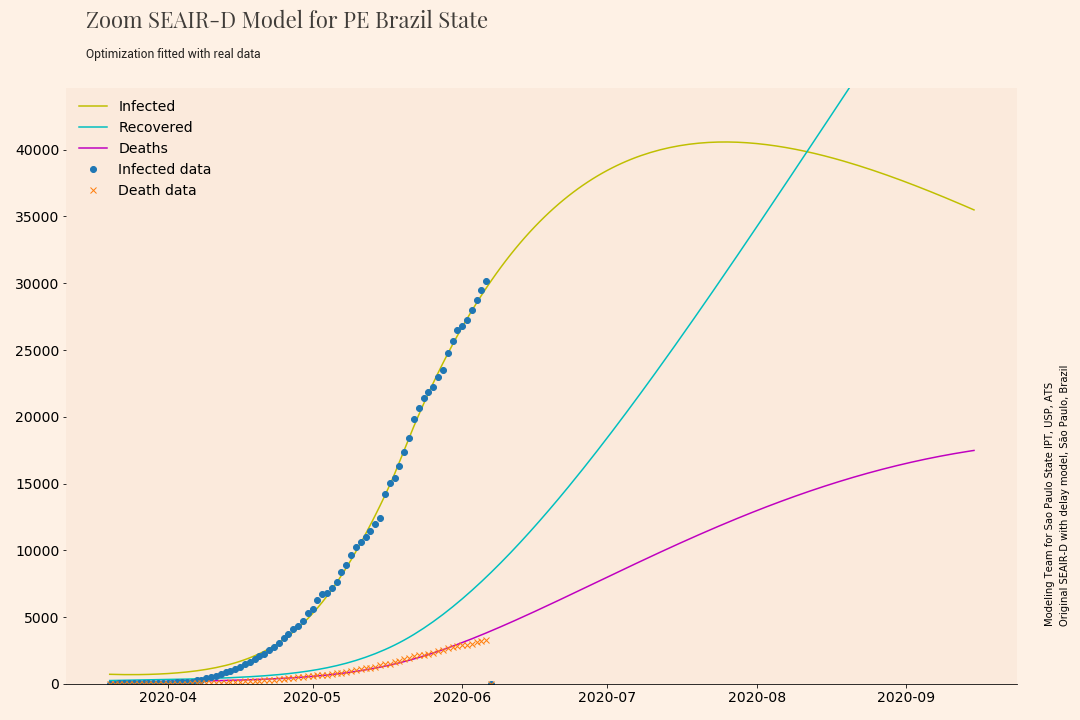 Zoom SEAIR-D Model for PE Brazil State
Optimization fitted with real data
Infected
Recovered
Deaths
Infected data
Death data
40000
35000
30000
25000
20000
15000
10000
5000
0
2020-04
2020-05
2020-06
2020-07
2020-08
2020-09
Modeling Team for Sao Paulo State IPT, USP, ATS
Original SEAIR-D with delay model, São Paulo, Brazil